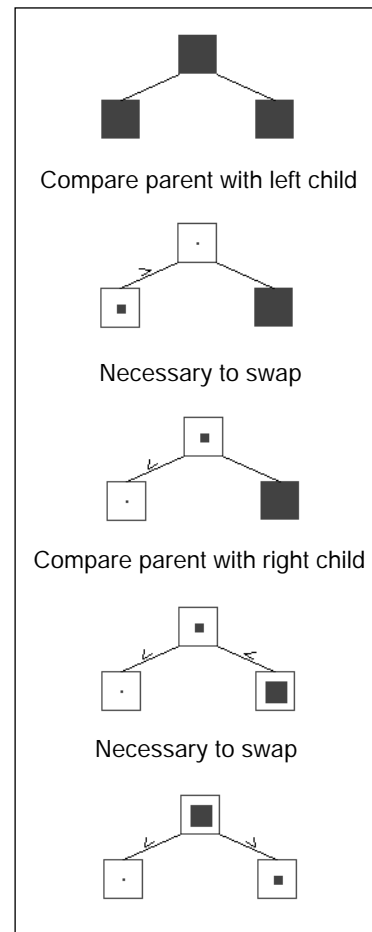 Compare parent with left child
Necessary to swap
Compare parent with right child
Necessary to swap